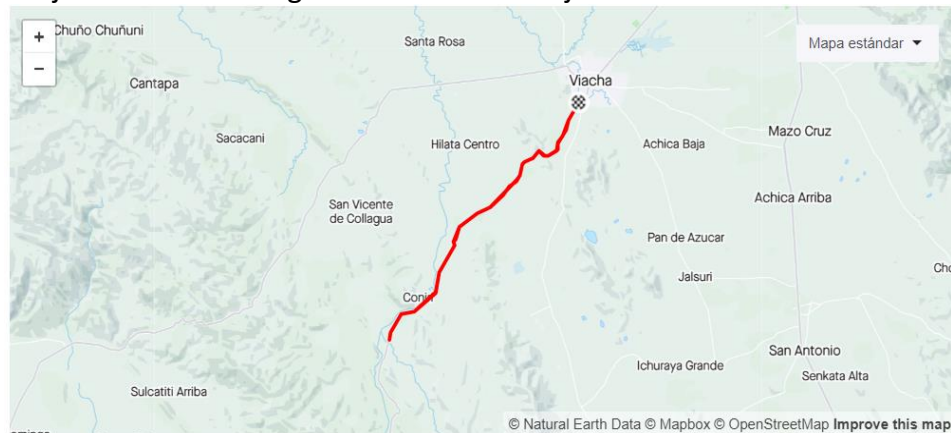 +
−
Mapa estándar
Chuño Chuñuni
Santa Rosa
Viacha
Cantapa
Sacacani
Hilata Centro
Achica Baja
Mazo Cruz
San Vicente
de Collagua
Achica Arriba
Pan de Azucar
Jalsuri
San Antonio
Ichuraya Grande
Senkata Alta
Sulcatiti Arriba
© Natural Earth Data © Mapbox © OpenStreetMap Improve this map